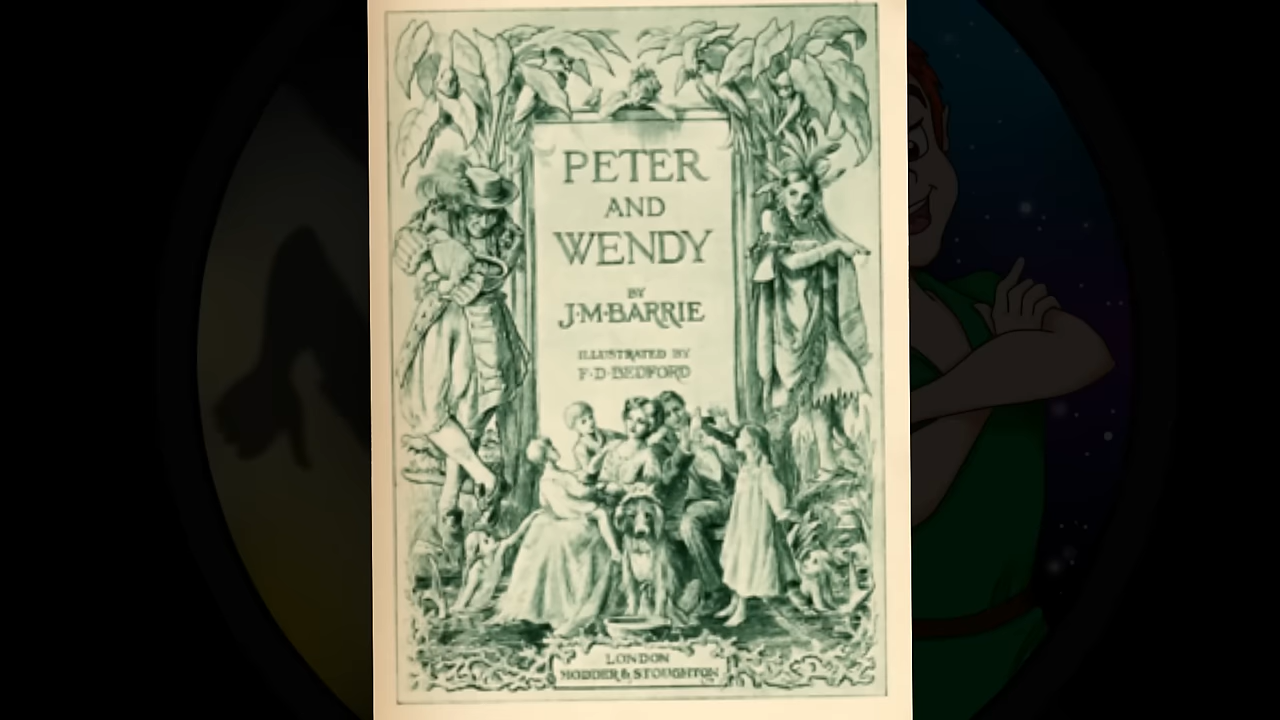 PETER
AND
WENDY
BY
J·M·BARRIE
ILLUSTRATED BY
F·D·BEDFORD
LONDON
HODDER & STOUGHTON